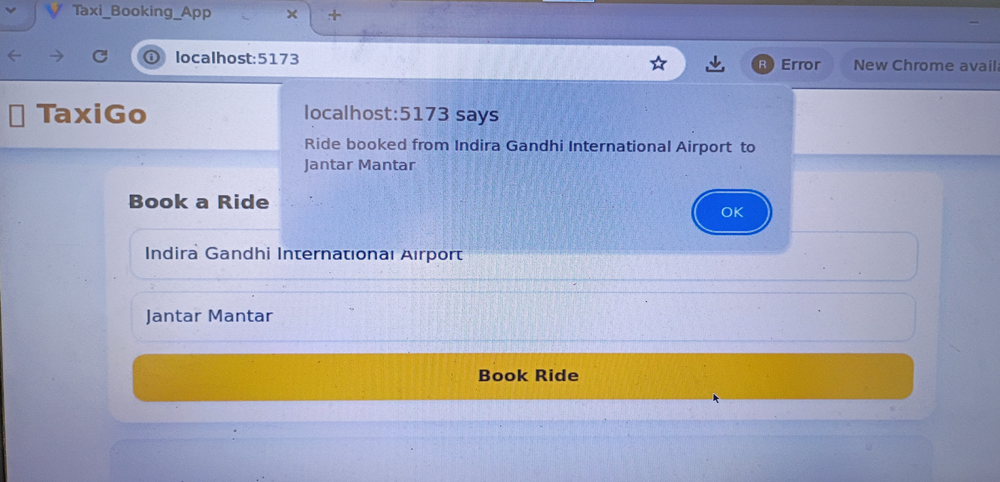 Taxi_Booking_App
localhost:5173
R Error
New Chrome avail
TaxiGo
localhost:5173 says
Ride booked from Indira Gandhi International Airport to
Jantar Mantar
OK
Book a Ride
Indira Gandhi International Airport
Jantar Mantar
Book Ride